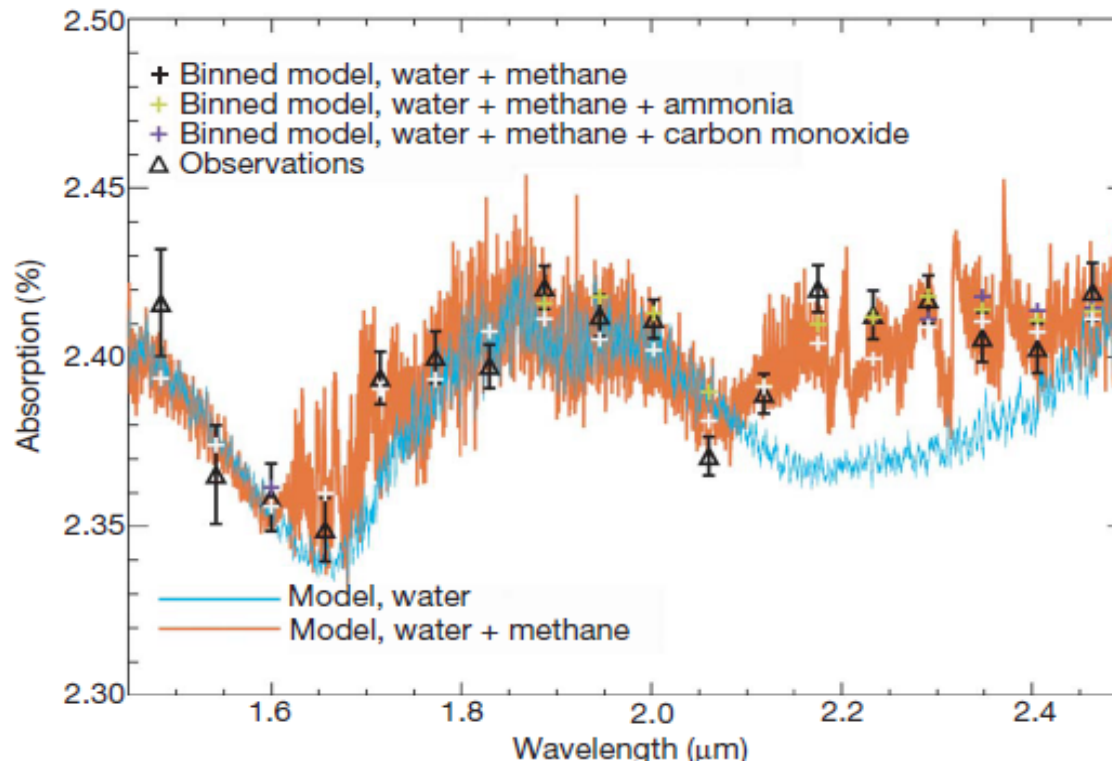 2.50
Binned model, water + methane
Binned model, water + methane + ammonia
Binned model, water + methane + carbon monoxide
Observations
2.45
Absorption (%)
2.40
2.35
Model, water
Model, water + methane
2.30
1.6 1.8 2.0 2.2 2.4
Wavelength (μm)